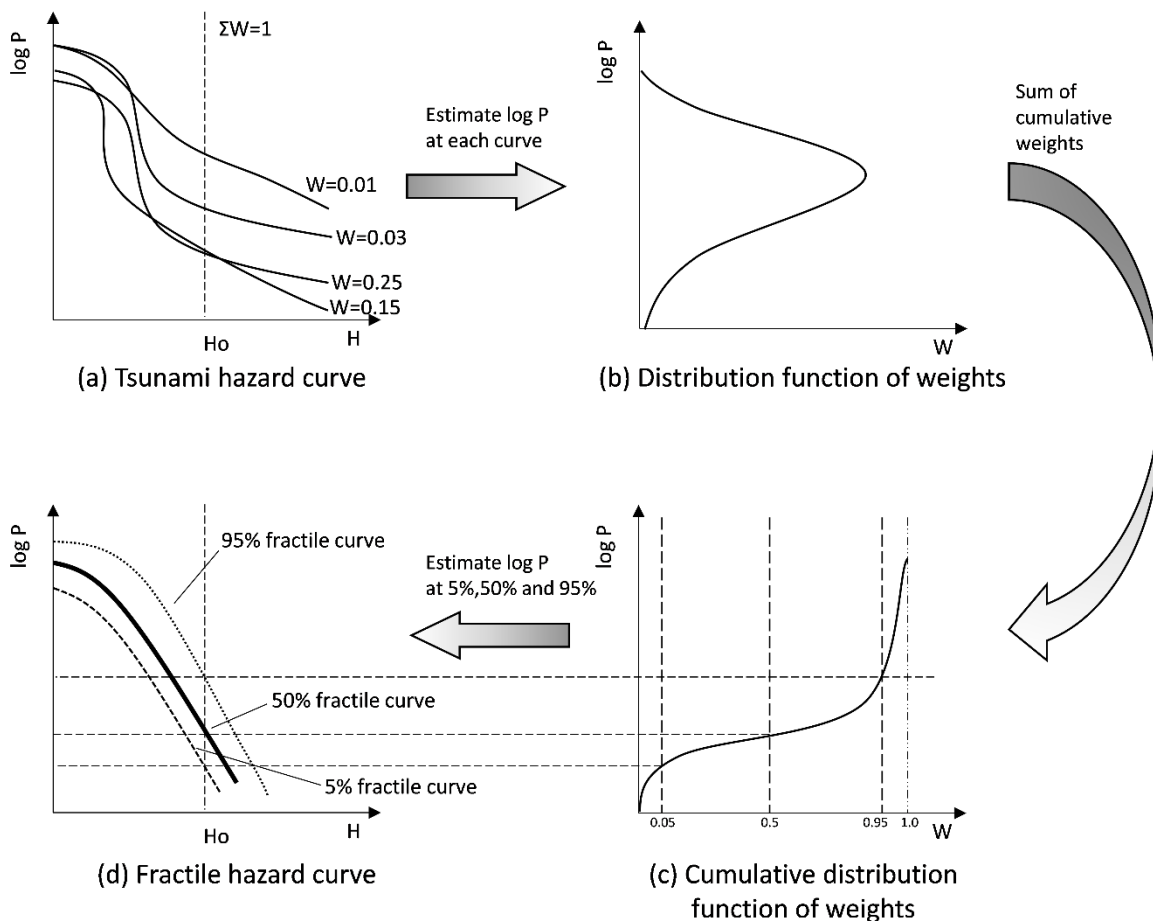 log P
ΣW=1
W=0.01
W=0.03
W=0.25
W=0.15
Ho
H
(a) Tsunami hazard curve
Estimate log P
at each curve
log P
W
(b) Distribution function of weights
Sum of
cumulative
weights
log P
95% fractile curve
50% fractile curve
5% fractile curve
Ho
H
(d) Fractile hazard curve
Estimate log P
at 5%,50% and 95%
log P
0.05
0.5
0.95
1.0
W
(c) Cumulative distribution
function of weights